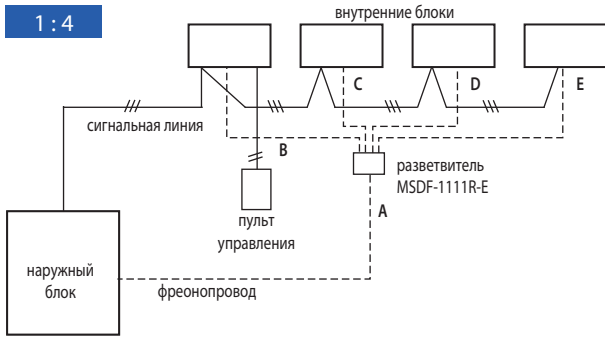 1 : 4
внутренние блоки
C
D
E
сигнальная линия
B
разветвитель
MSDF-1111R-E
A
пульт
управления
наружный
блок
фреонопровод